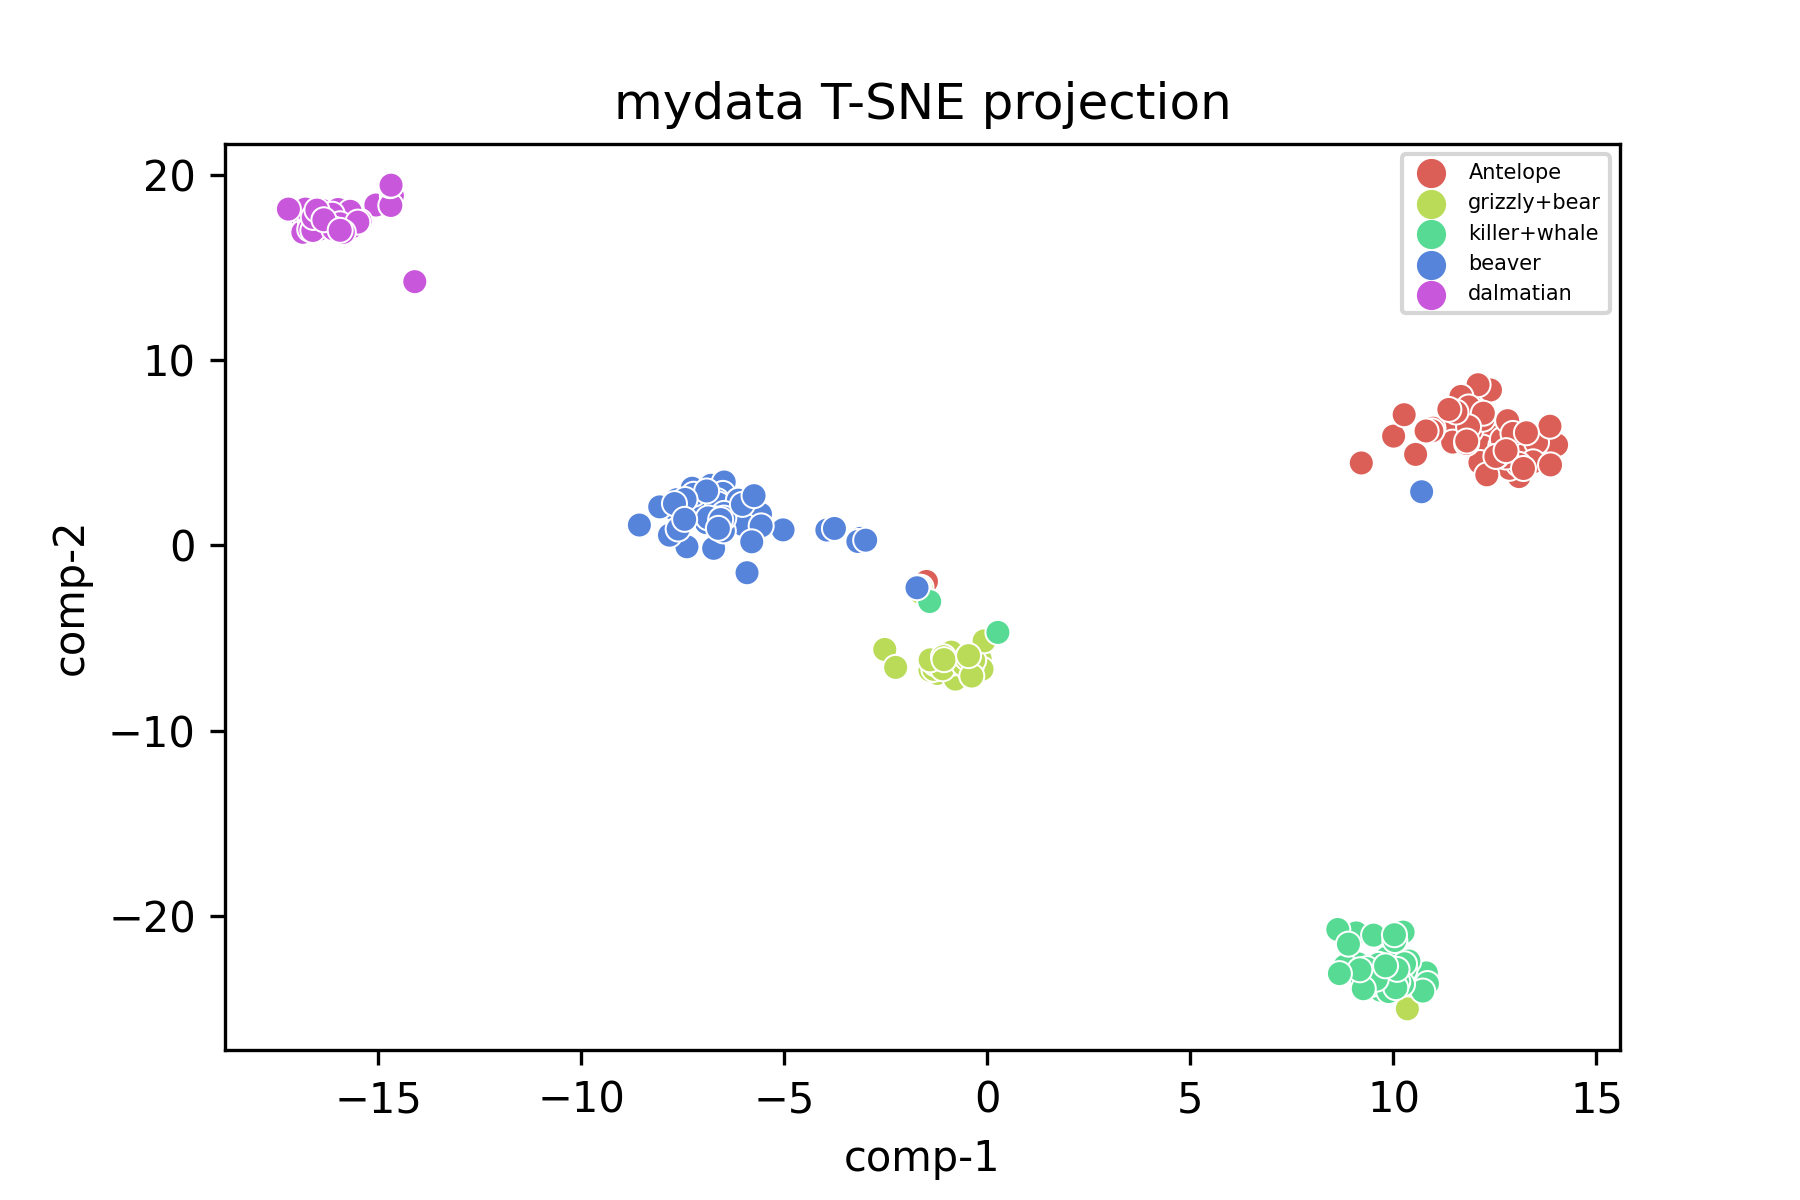 mydata T-SNE projection
Antelope
grizzly+bear
killer+whale
beaver
dalmatian
20
10
0
−10
−20
comp-2
−15
−10
−5
0
5
10
15
comp-1